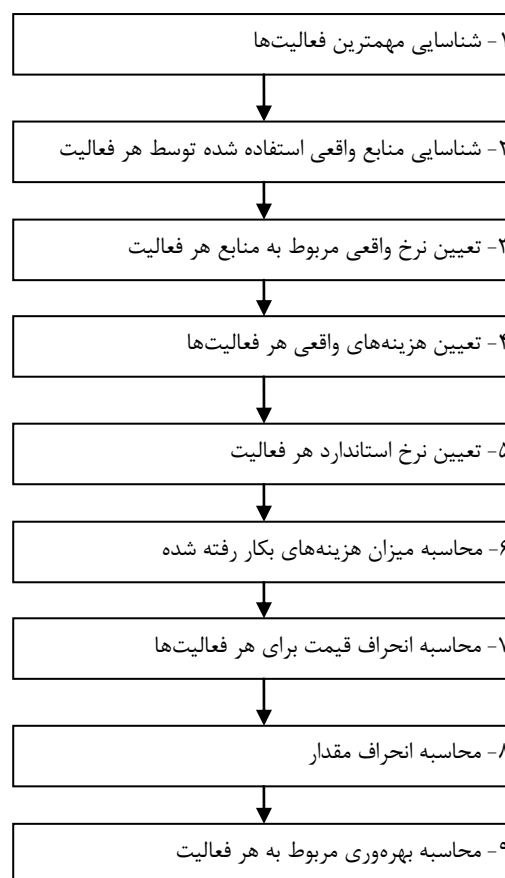 ۱- شناسایی مهمترین فعالیت‌ها
۲- شناسایی منابع واقعی استفاده شده توسط هر فعالیت
۳- تعیین نرخ واقعی مربوط به منابع هر فعالیت
۴- تعیین هزینه‌های واقعی هر فعالیت‌ها
۵- تعیین نرخ استاندارد هر فعالیت
۶- محاسبه میزان هزینه‌های بکار رفته شده
۷- محاسبه انحراف قیمت برای هر فعالیت‌ها
۸- محاسبه انحراف مقدار
۹- محاسبه بهره‌وری مربوط به هر فعالیت